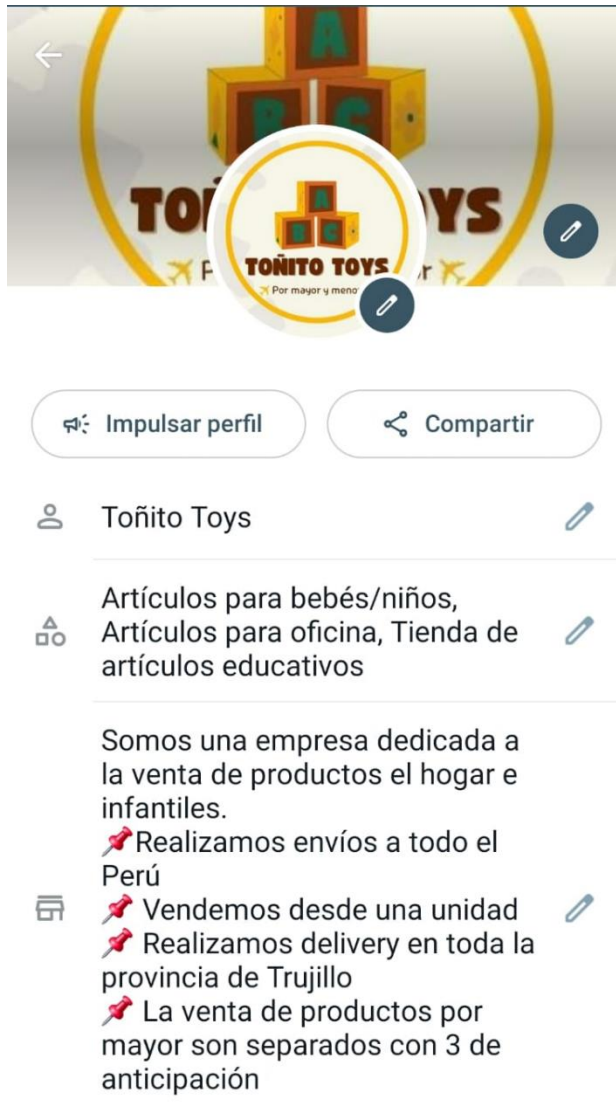 A
B C
TOÑITO TOYS
Por mayor y meno
Impulsar perfil
Compartir
Toñito Toys
Artículos para bebés/niños,
Artículos para oficina, Tienda de
artículos educativos
Somos una empresa dedicada a
la venta de productos el hogar e
infantiles.
📌Realizamos envíos a todo el
Perú
📌 Vendemos desde una unidad
📌 Realizamos delivery en toda la
provincia de Trujillo
📌 La venta de productos por
mayor son separados con 3 de
anticipación